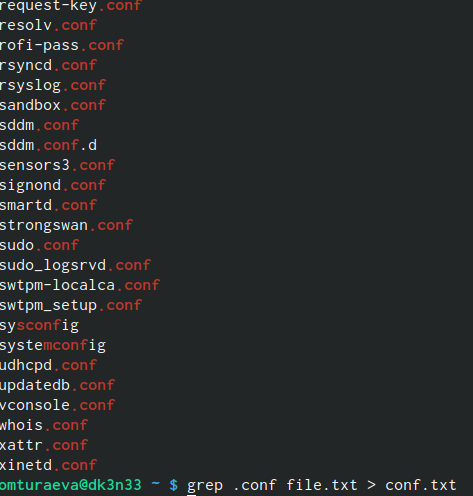 request-key.conf
resolv.conf
rofi-pass.conf
rsyncd.conf
rsyslog.conf
sandbox.conf
sddm.conf
sddm.conf.d
sensors3.conf
signond.conf
smartd.conf
strongswan.conf
sudo.conf
sudo_logsrvd.conf
swtpm-localca.conf
swtpm_setup.conf
sysconfig
systemconfig
udhcpd.conf
updatedb.conf
vconsole.conf
whois.conf
xattr.conf
xinetd.conf
omturaeva@dk3n33 ~ $ grep .conf file.txt > conf.txt